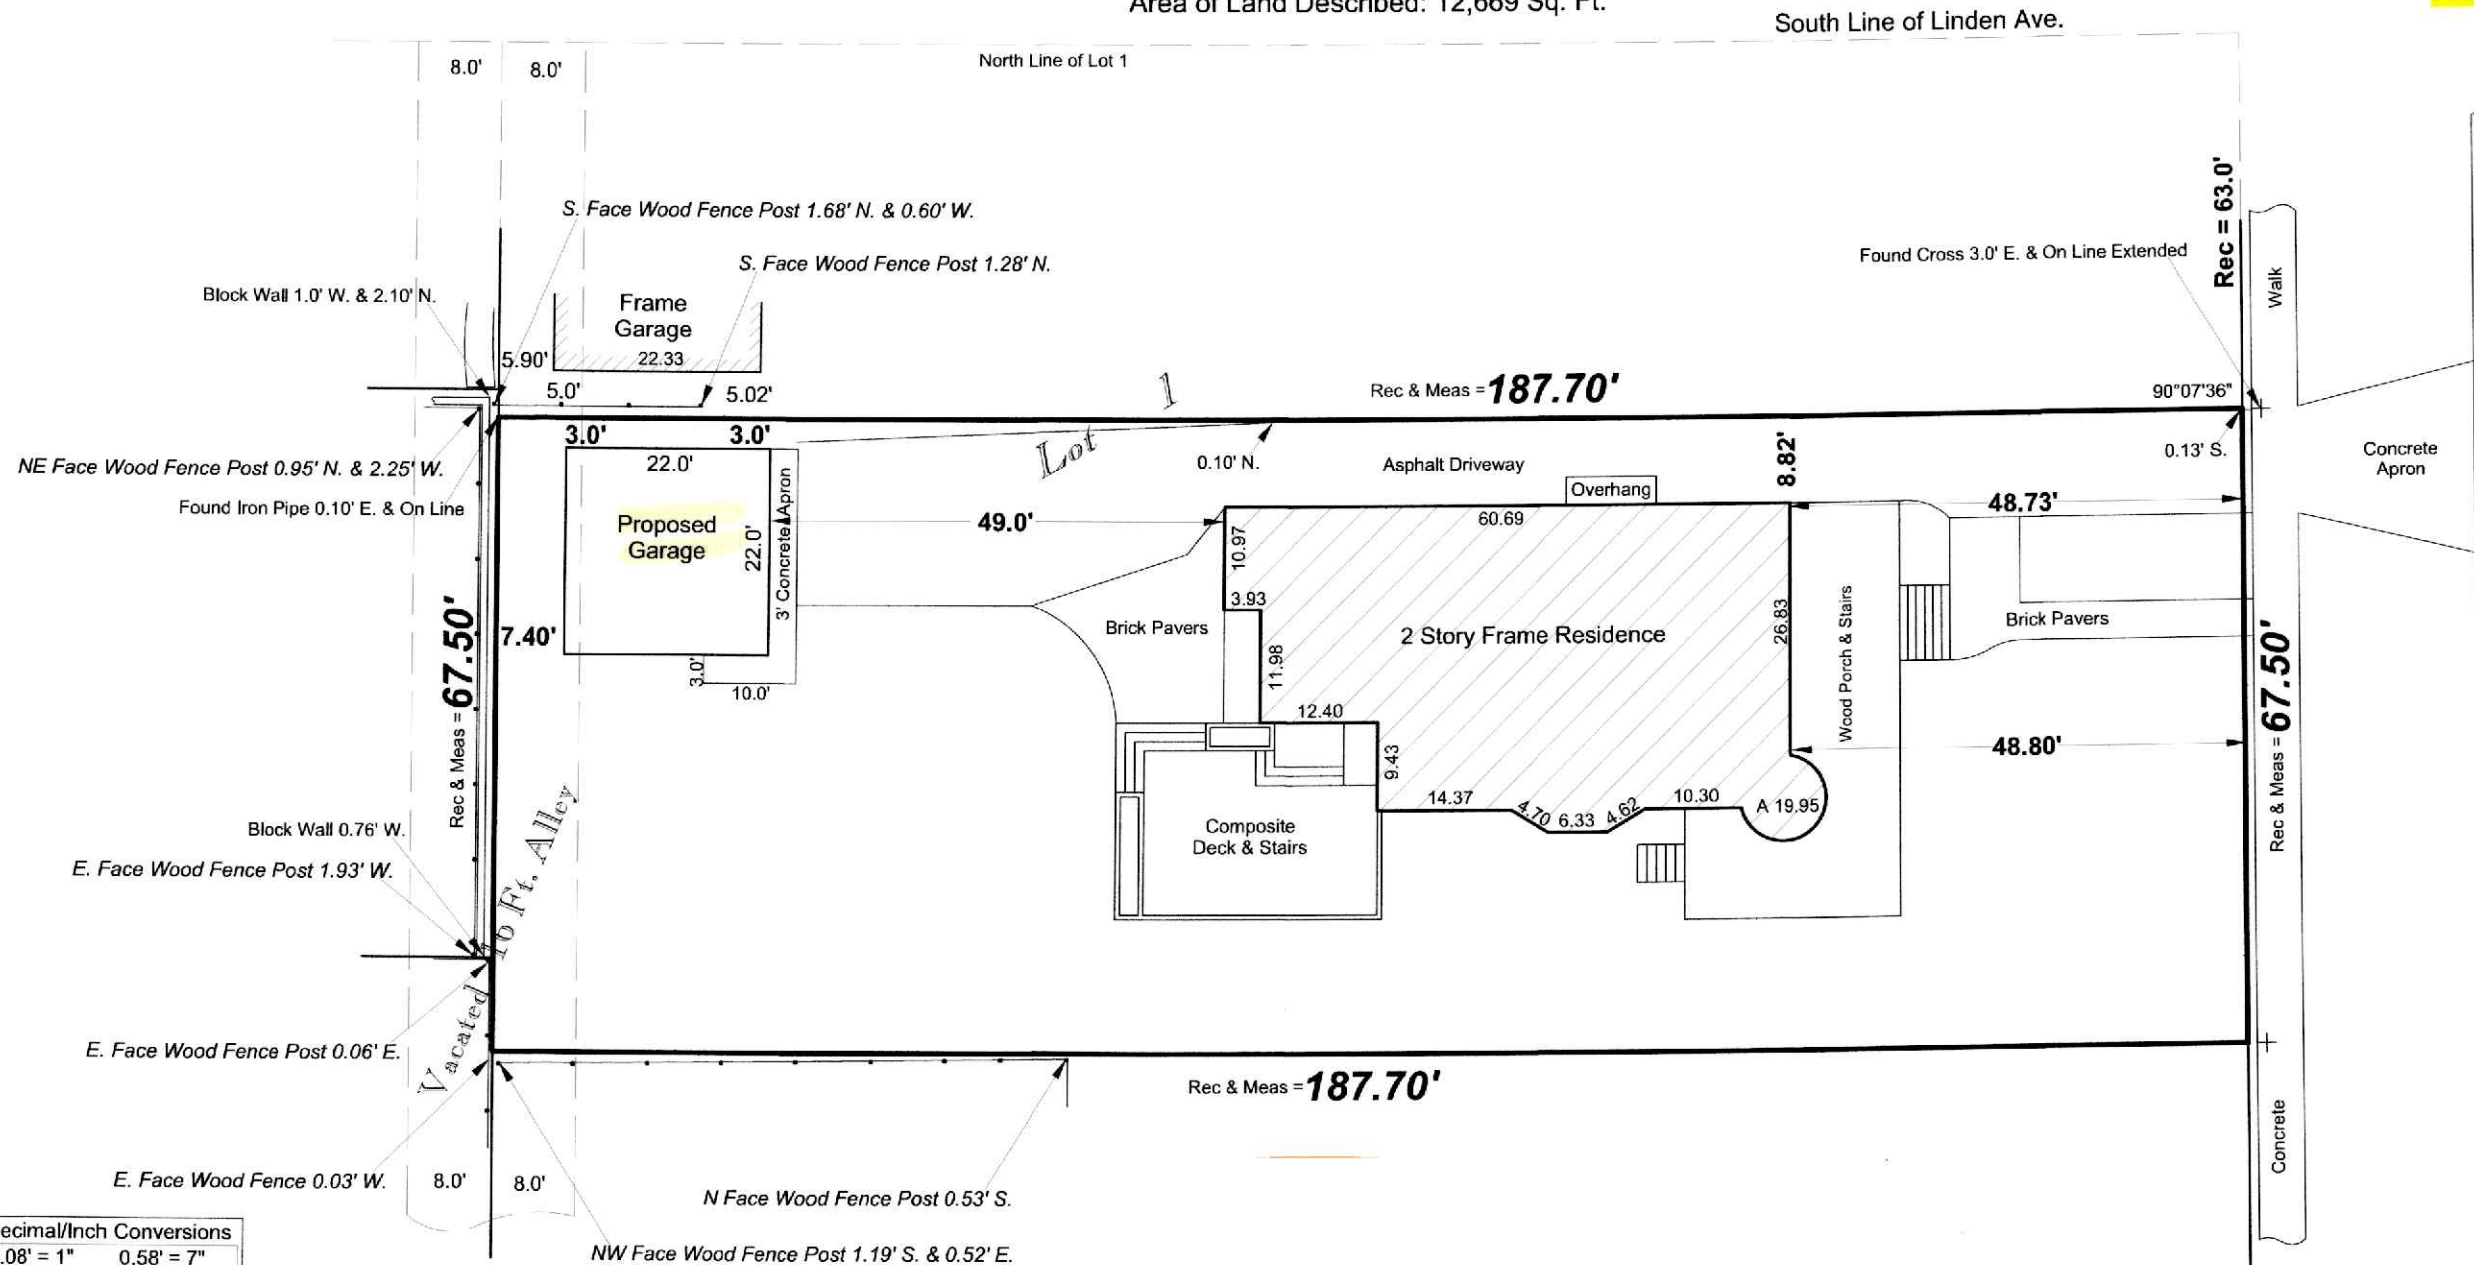 Area of Land Described: 12,669 Sq. Ft.
South Line of Linden Ave.
North Line of Lot 1
8.0'
8.0'
Rec = 63.0'
S. Face Wood Fence Post 1.68' N. & 0.60' W.
S. Face Wood Fence Post 1.28' N.
Found Cross 3.0' E. & On Line Extended
Walk
Block Wall 1.0' W. & 2.10' N.
Frame
Garage
22.33
5.90'
5.0'
5.02'
1
Rec & Meas = 187.70'
90°07'36"
3.0'
3.0'
Lot
0.10' N.
Asphalt Driveway
8.82'
0.13' S.
Concrete
Apron
NE Face Wood Fence Post 0.95' N. & 2.25' W.
22.0'
Overhang
Found Iron Pipe 0.10' E. & On Line
Proposed
Garage
22.0'
3' Concrete Apron
49.0'
60.69
48.73'
10.97
3.93
Rec & Meas = 67.50'
7.40'
Brick Pavers
2 Story Frame Residence
26.83
Wood Porch & Stairs
Brick Pavers
Rec & Meas = 67.50'
3.0'
10.0'
11.98
12.40
9.43
48.80'
14.37
4.70
6.33
4.62
10.30
A 19.95
Composite
Deck & Stairs
Block Wall 0.76' W.
E. Face Wood Fence Post 1.93' W.
Vacated 16 Ft. Alley
E. Face Wood Fence Post 0.06' E.
Rec & Meas = 187.70'
Concrete
E. Face Wood Fence 0.03' W.
8.0'
8.0'
N Face Wood Fence Post 0.53' S.
NW Face Wood Fence Post 1.19' S. & 0.52' E.
ecimal/Inch Conversions
.08' = 1" 0.58' = 7"